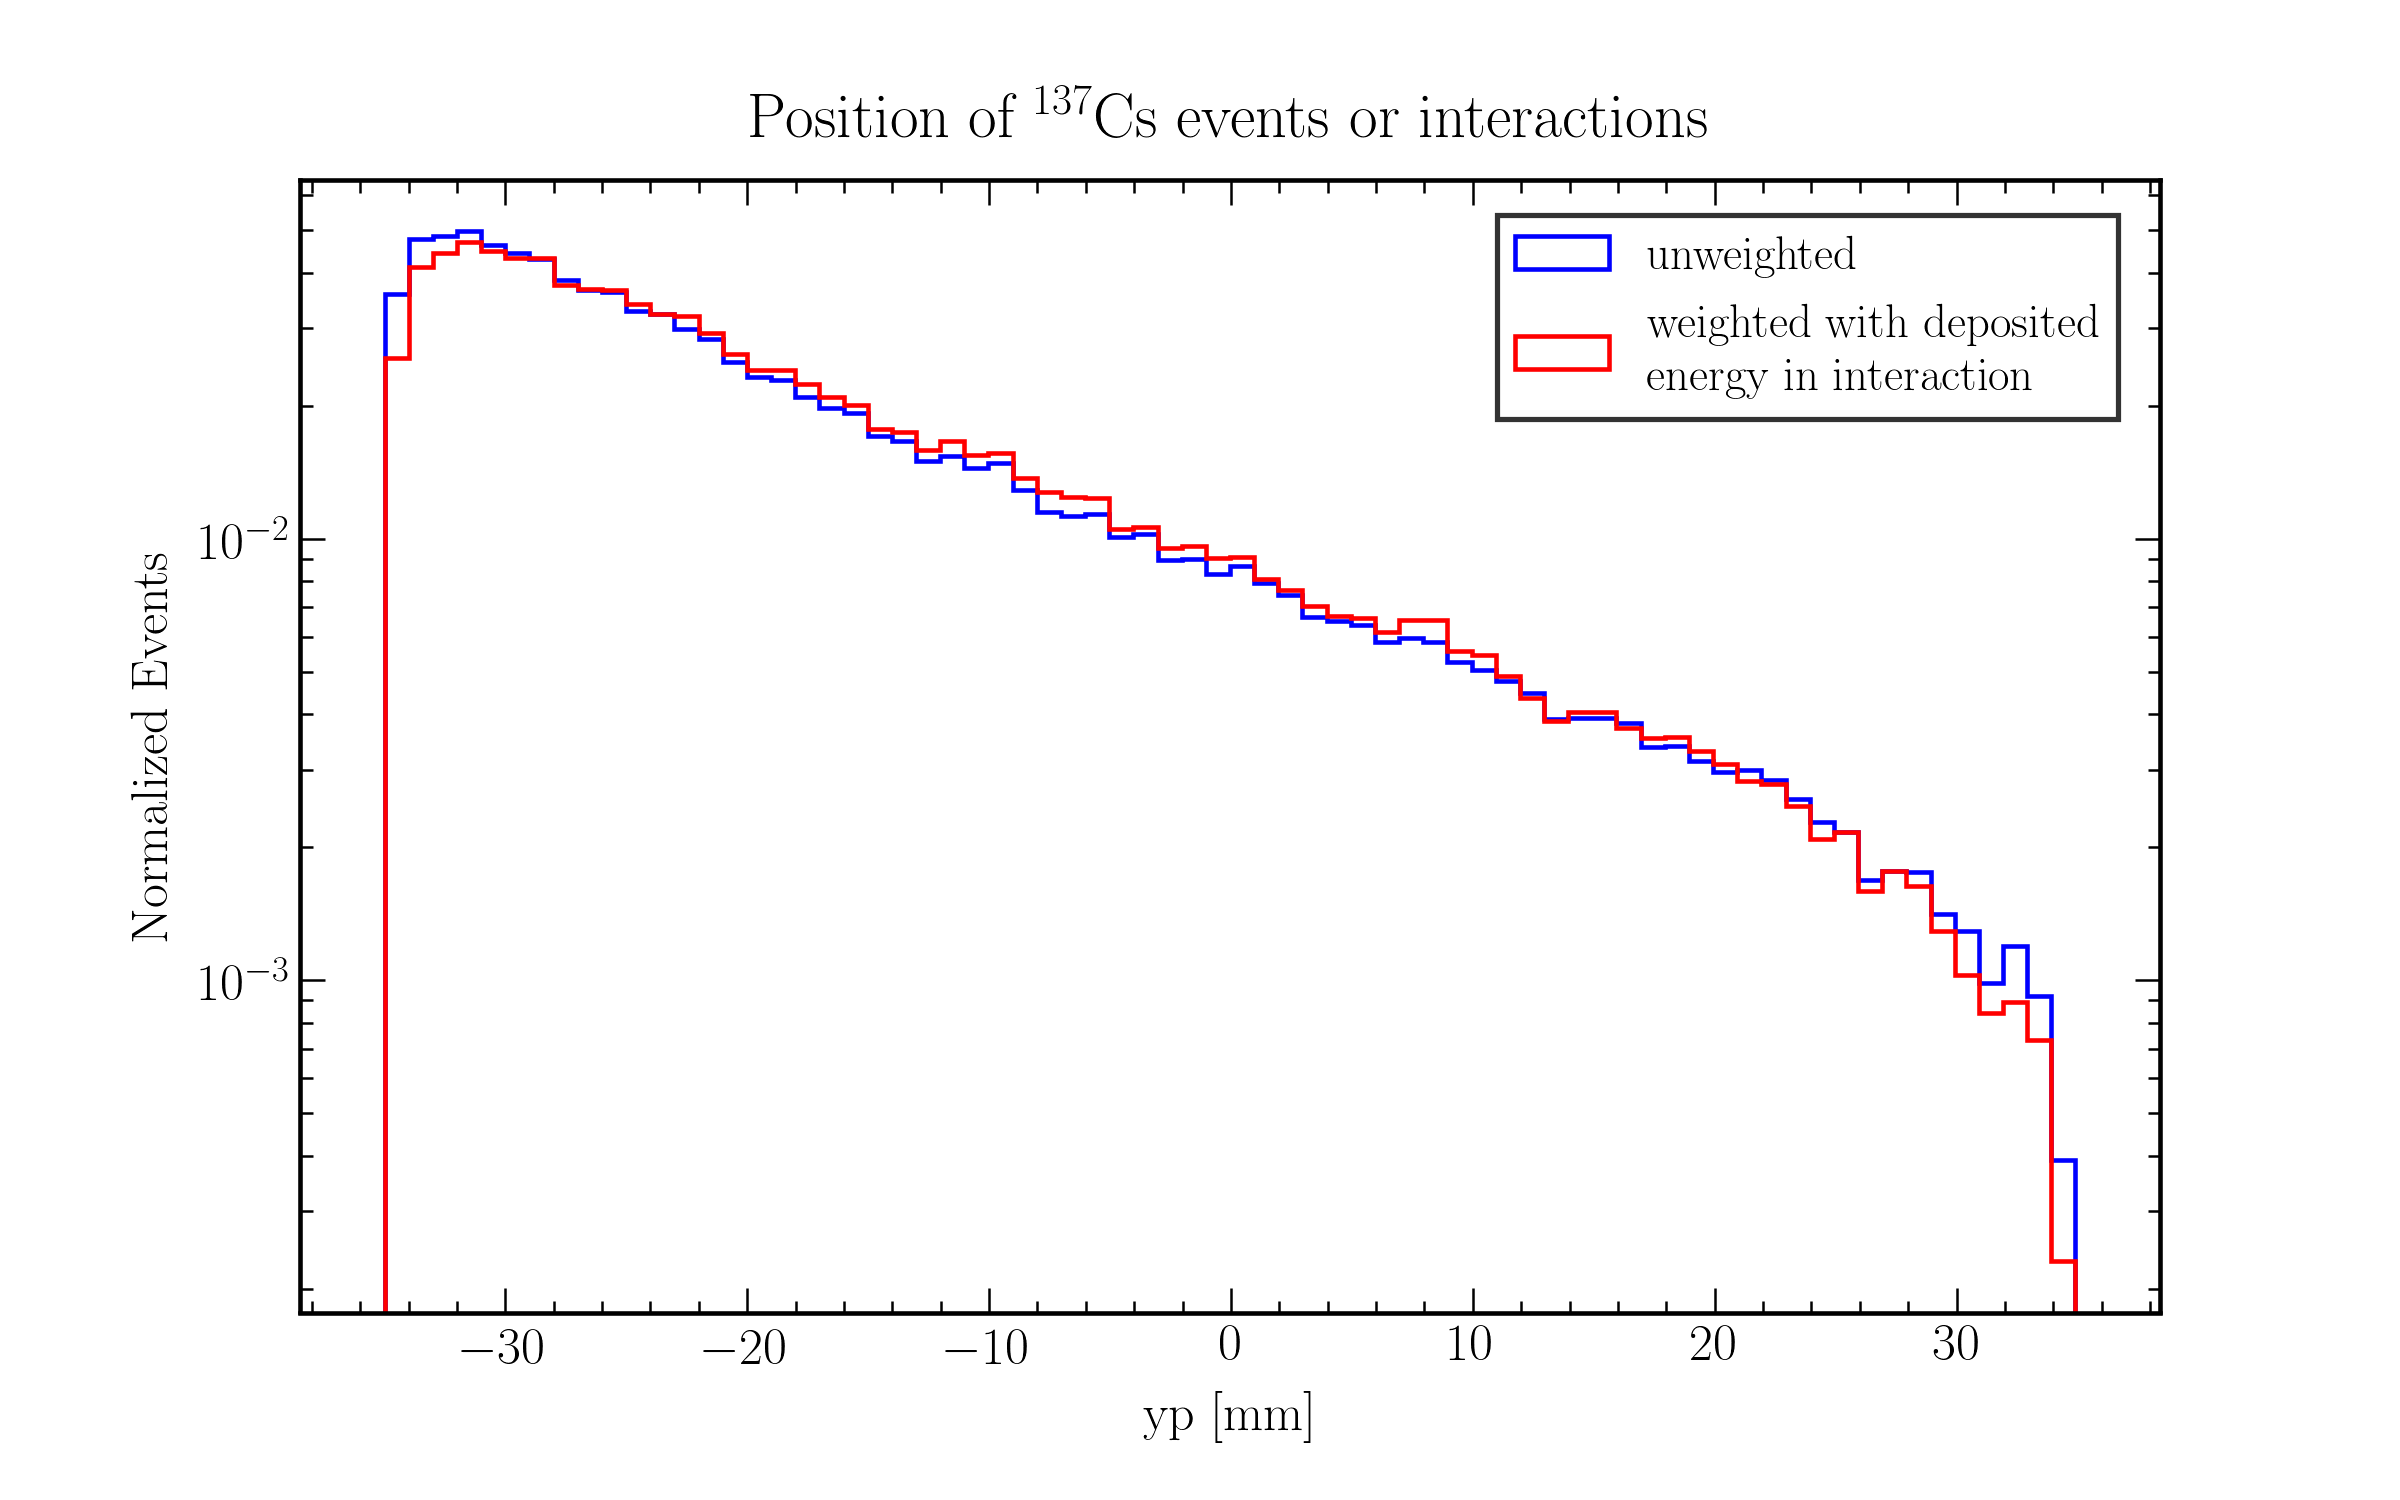 Position of ¹³⁷Cs events or interactions
unweighted
weighted with deposited
energy in interaction
Normalized Events
10⁻²
10⁻³
−30 −20 −10 0 10 20 30
yp [mm]